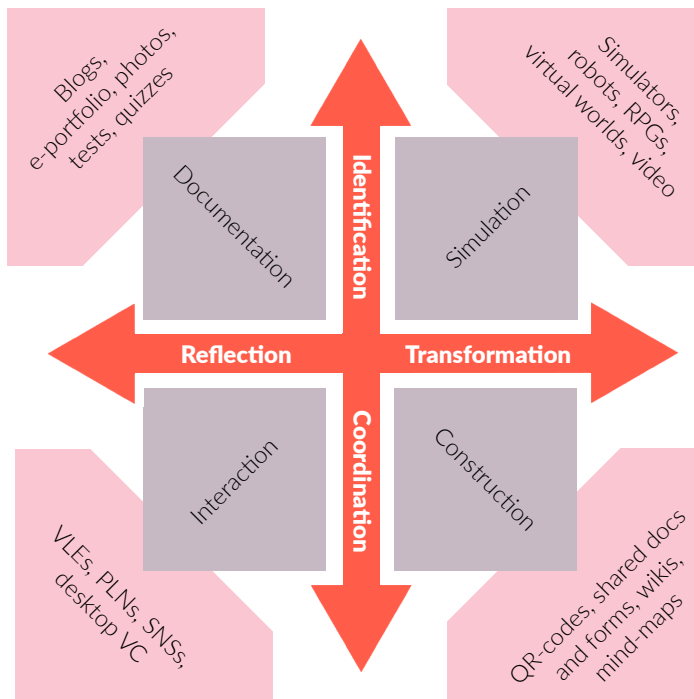 Blogs,
e-portfolio, photos,
tests, quizzes
Simulators,
robots, RPGs,
virtual worlds, video
Documentation
Identification
Simulation
Reflection
Transformation
Interaction
Coordination
Construction
VLEs, PLNs, SNSs,
desktop VC
QR-codes, shared docs
and forms, wikis,
mind-maps